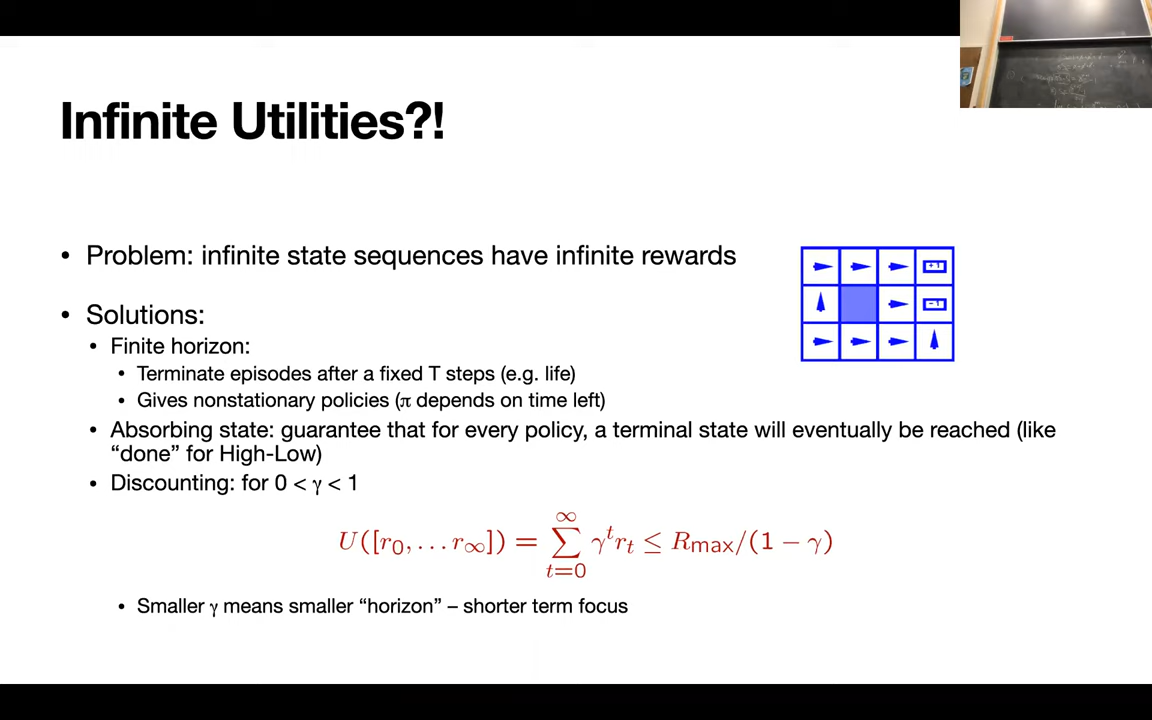 Infinite Utilities?!
• Problem: infinite state sequences have infinite rewards
• Solutions:
• Finite horizon:
• Terminate episodes after a fixed T steps (e.g. life)
• Gives nonstationary policies (π depends on time left)
• Absorbing state: guarantee that for every policy, a terminal state will eventually be reached (like
“done” for High-Low)
• Discounting: for 0 < γ < 1
U([r₀, … r∞]) = ∑_{t=0}^{∞} γᵗrₜ ≤ Rmax/(1 − γ)
• Smaller γ means smaller “horizon” – shorter term focus
+1
−1